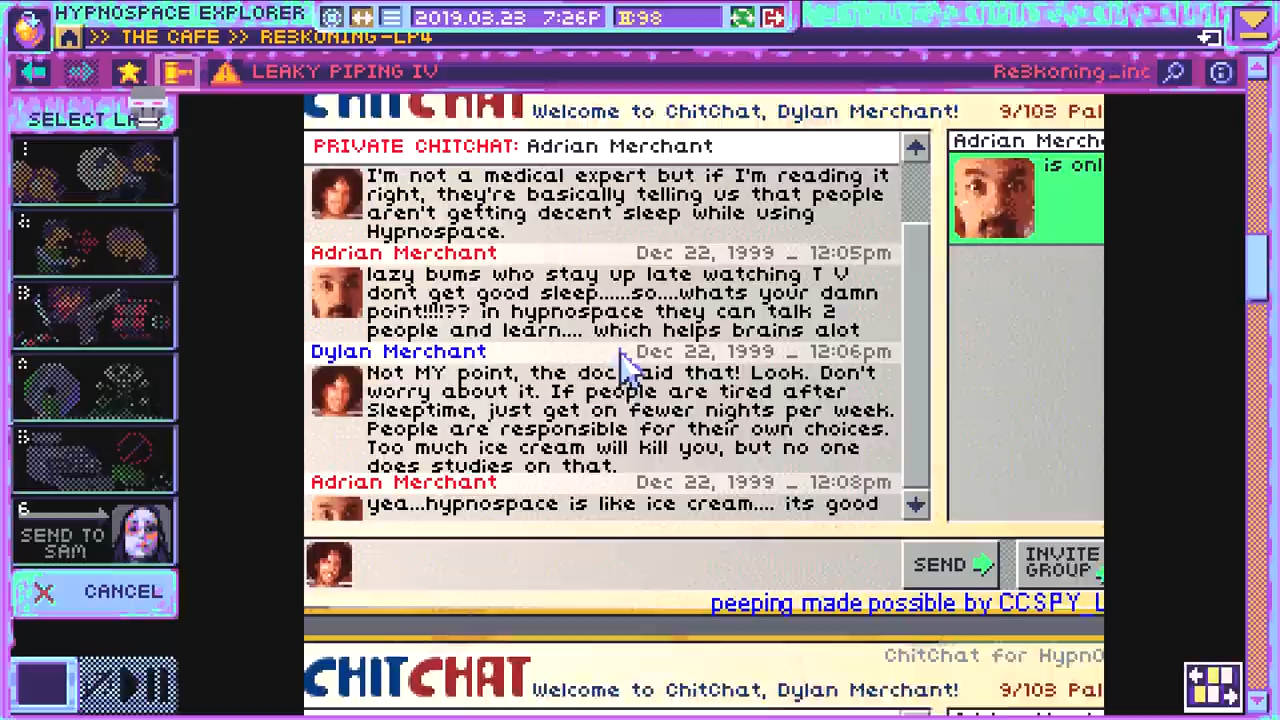 HYPNOSPACE EXPLORER
2019.03.23 7:26P
98
>> THE CAFE >> RE3KONING-LP4
LEAKY PIPING IV
Re3Koning_inc
SELECT LA
SEND TO
SAM
CANCEL
CHITCHAT Welcome to ChitChat, Dylan Merchant! 9/103 Pal
PRIVATE CHITCHAT: Adrian Merchant
I'm not a medical expert but if I'm reading it
right, they're basically telling us that people
aren't getting decent sleep while using
Hypnospace.
Adrian Merchant Dec 22, 1999 _ 12:05pm
lazy bums who stay up late watching T V
dont get good sleep......so....whats your damn
point!!!!?? in hypnospace they can talk 2
people and learn.... which helps brains alot
Dylan Merchant Dec 22, 1999 _ 12:06pm
Not MY point, the doc said that! Look. Don't
worry about it. If people are tired after
Sleeptime, just get on fewer nights per week.
People are responsible for their own choices.
Too much ice cream will kill you, but no one
does studies on that.
Adrian Merchant Dec 22, 1999 _ 12:08pm
yea...hypnospace is like ice cream.... its good
Adrian Merch
is onl
SEND
INVITE
GROUP
peeping made possible by CCSPY_L
ChitChat for Hypn
CHITCHAT Welcome to ChitChat, Dylan Merchant! 9/103 Pal